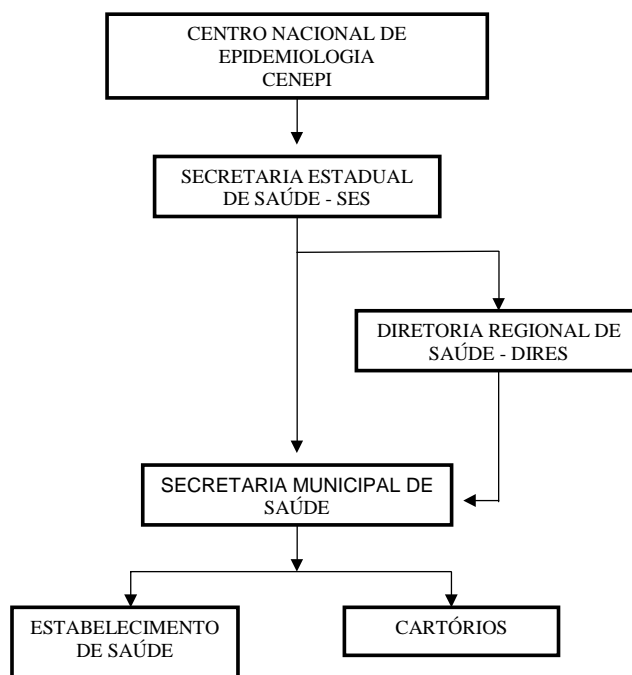 CENTRO NACIONAL DE
EPIDEMIOLOGIA
CENEPI
SECRETARIA ESTADUAL
DE SAÚDE - SES
DIRETORIA REGIONAL DE
SAÚDE - DIRES
SECRETARIA MUNICIPAL DE
SAÚDE
ESTABELECIMENTO
DE SAÚDE
CARTÓRIOS